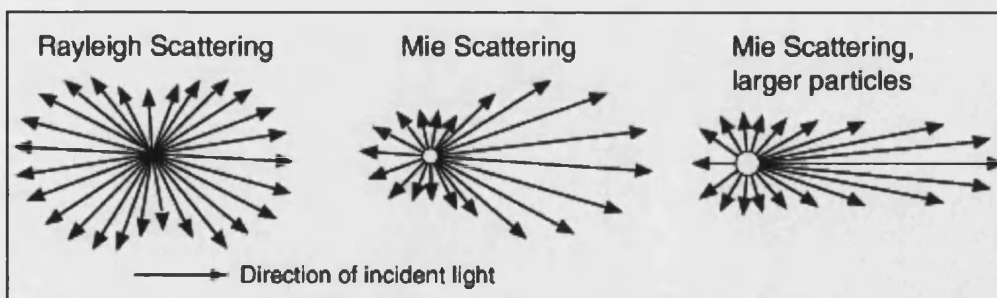 Rayleigh Scattering
Mie Scattering
Mie Scattering,
larger particles
Direction of incident light